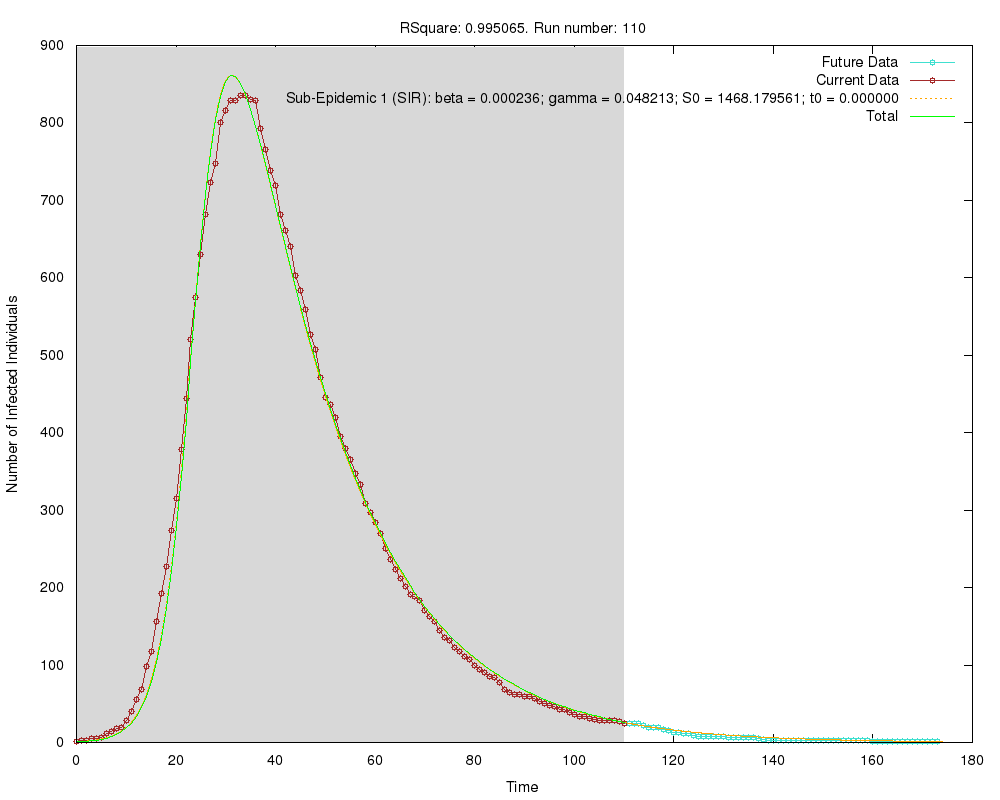 RSquare: 0.995065. Run number: 110
Future Data
Current Data
Sub-Epidemic 1 (SIR): beta = 0.000236; gamma = 0.048213; S0 = 1468.179561; t0 = 0.000000
Total
Number of Infected Individuals
900
800
700
600
500
400
300
200
100
0
0 20 40 60 80 100 120 140 160 180
Time